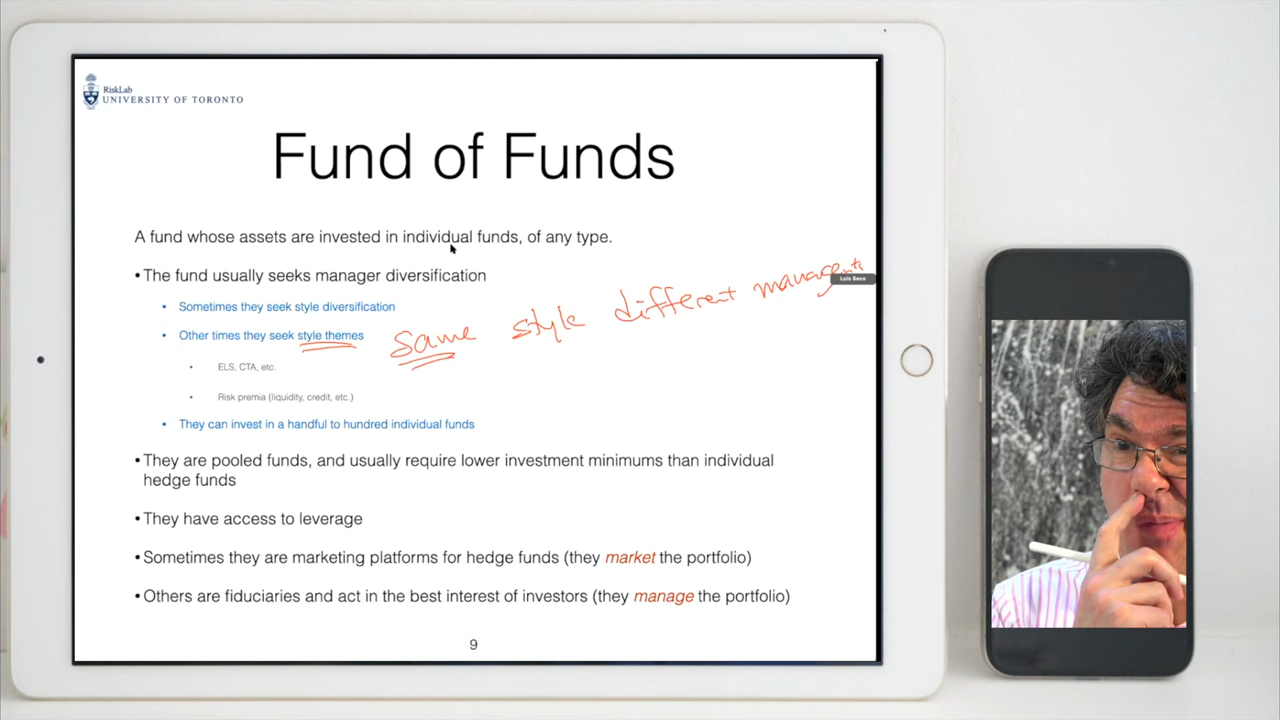 RiskLab
UNIVERSITY OF TORONTO
Fund of Funds
A fund whose assets are invested in individual funds, of any type.
• The fund usually seeks manager diversification
• Sometimes they seek style diversification
• Other times they seek style themes
same style different
Luis Seco
• ELS, CTA, etc.
• Risk premia (liquidity, credit, etc.)
• They can invest in a handful to hundred individual funds
• They are pooled funds, and usually require lower investment minimums than individual
hedge funds
• They have access to leverage
• Sometimes they are marketing platforms for hedge funds (they market the portfolio)
• Others are fiduciaries and act in the best interest of investors (they manage the portfolio)
9